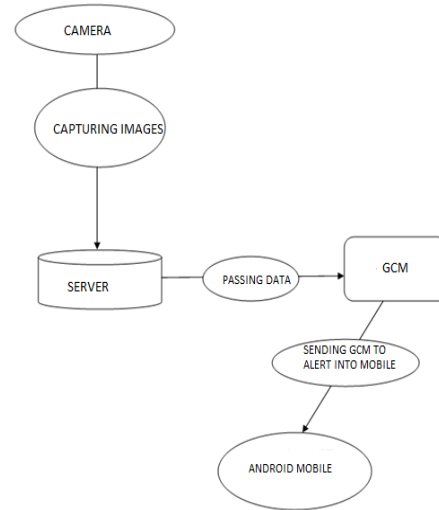 CAMERA
CAPTURING IMAGES
SERVER
PASSING DATA
GCM
SENDING GCM TO
ALERT INTO MOBILE
ANDROID MOBILE